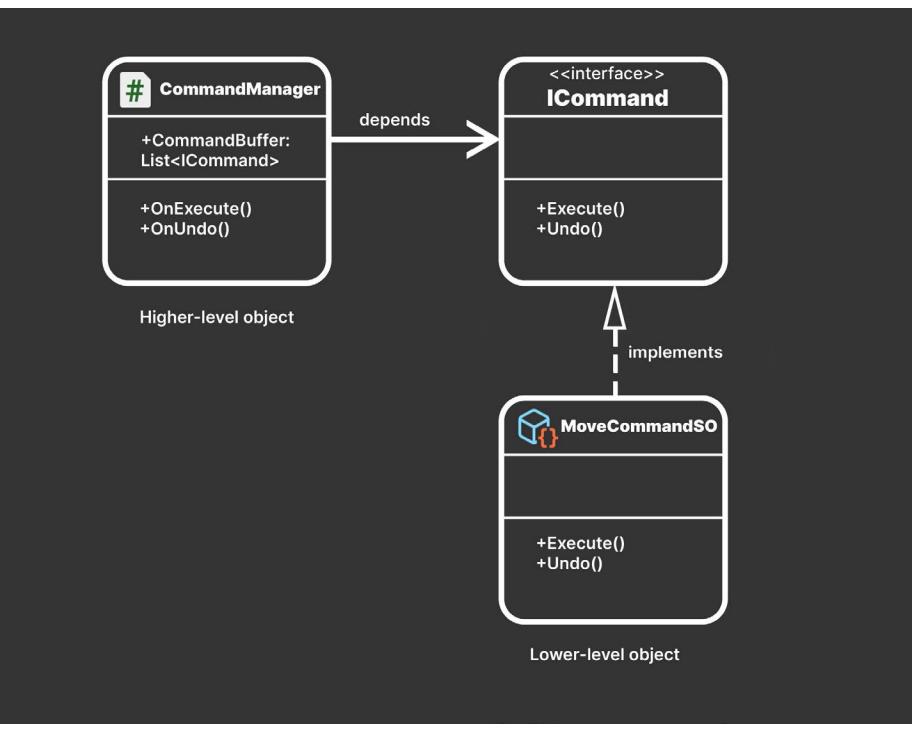 #
CommandManager
+CommandBuffer:
List<ICommand>
+OnExecute()
+OnUndo()
Higher-level object
depends
<<interface>>
ICommand
+Execute()
+Undo()
implements
{}
MoveCommandSO
+Execute()
+Undo()
Lower-level object